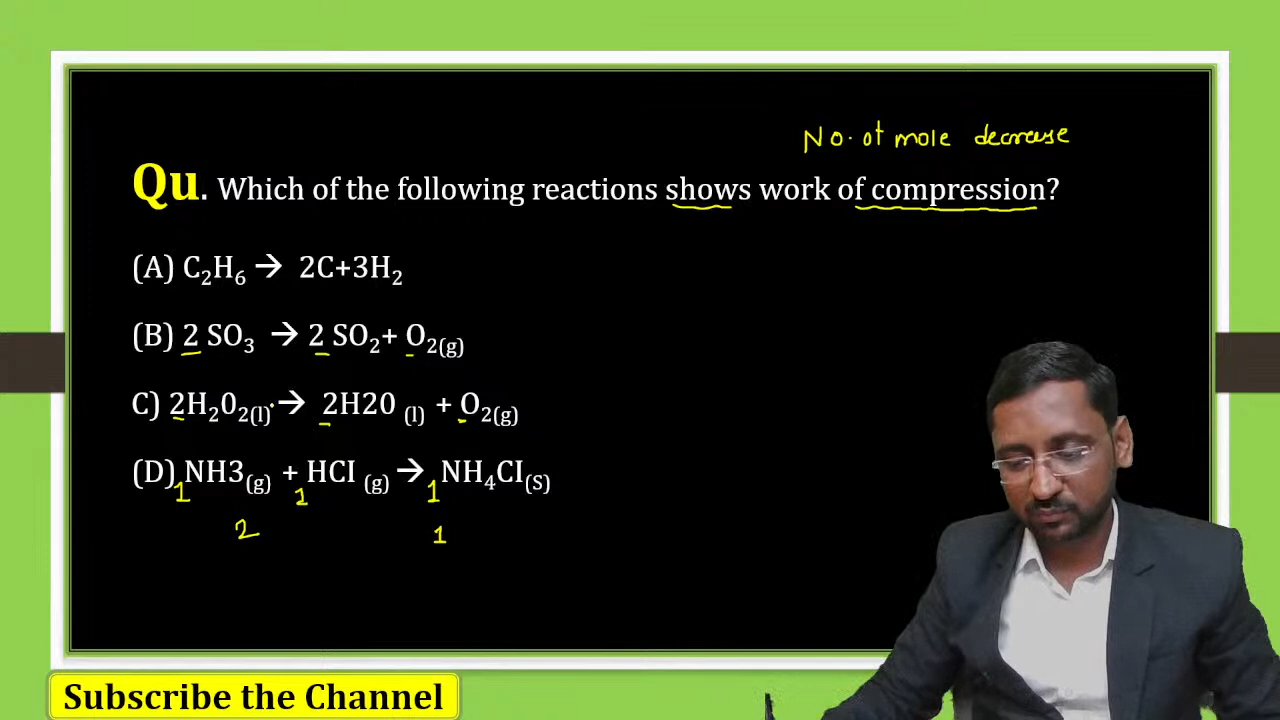 No. of mole decrease
Qu. Which of the following reactions shows work of compression?
(A) C₂H₆ → 2C+3H₂
(B) 2 SO₃ → 2 SO₂+ O₂(g)
C) 2H₂0₂(l) → 2H20 (l) + O₂(g)
(D) NH3(g) + HCI (g) → NH₄CI(S)
1 1 1
2 1
Subscribe the Channel